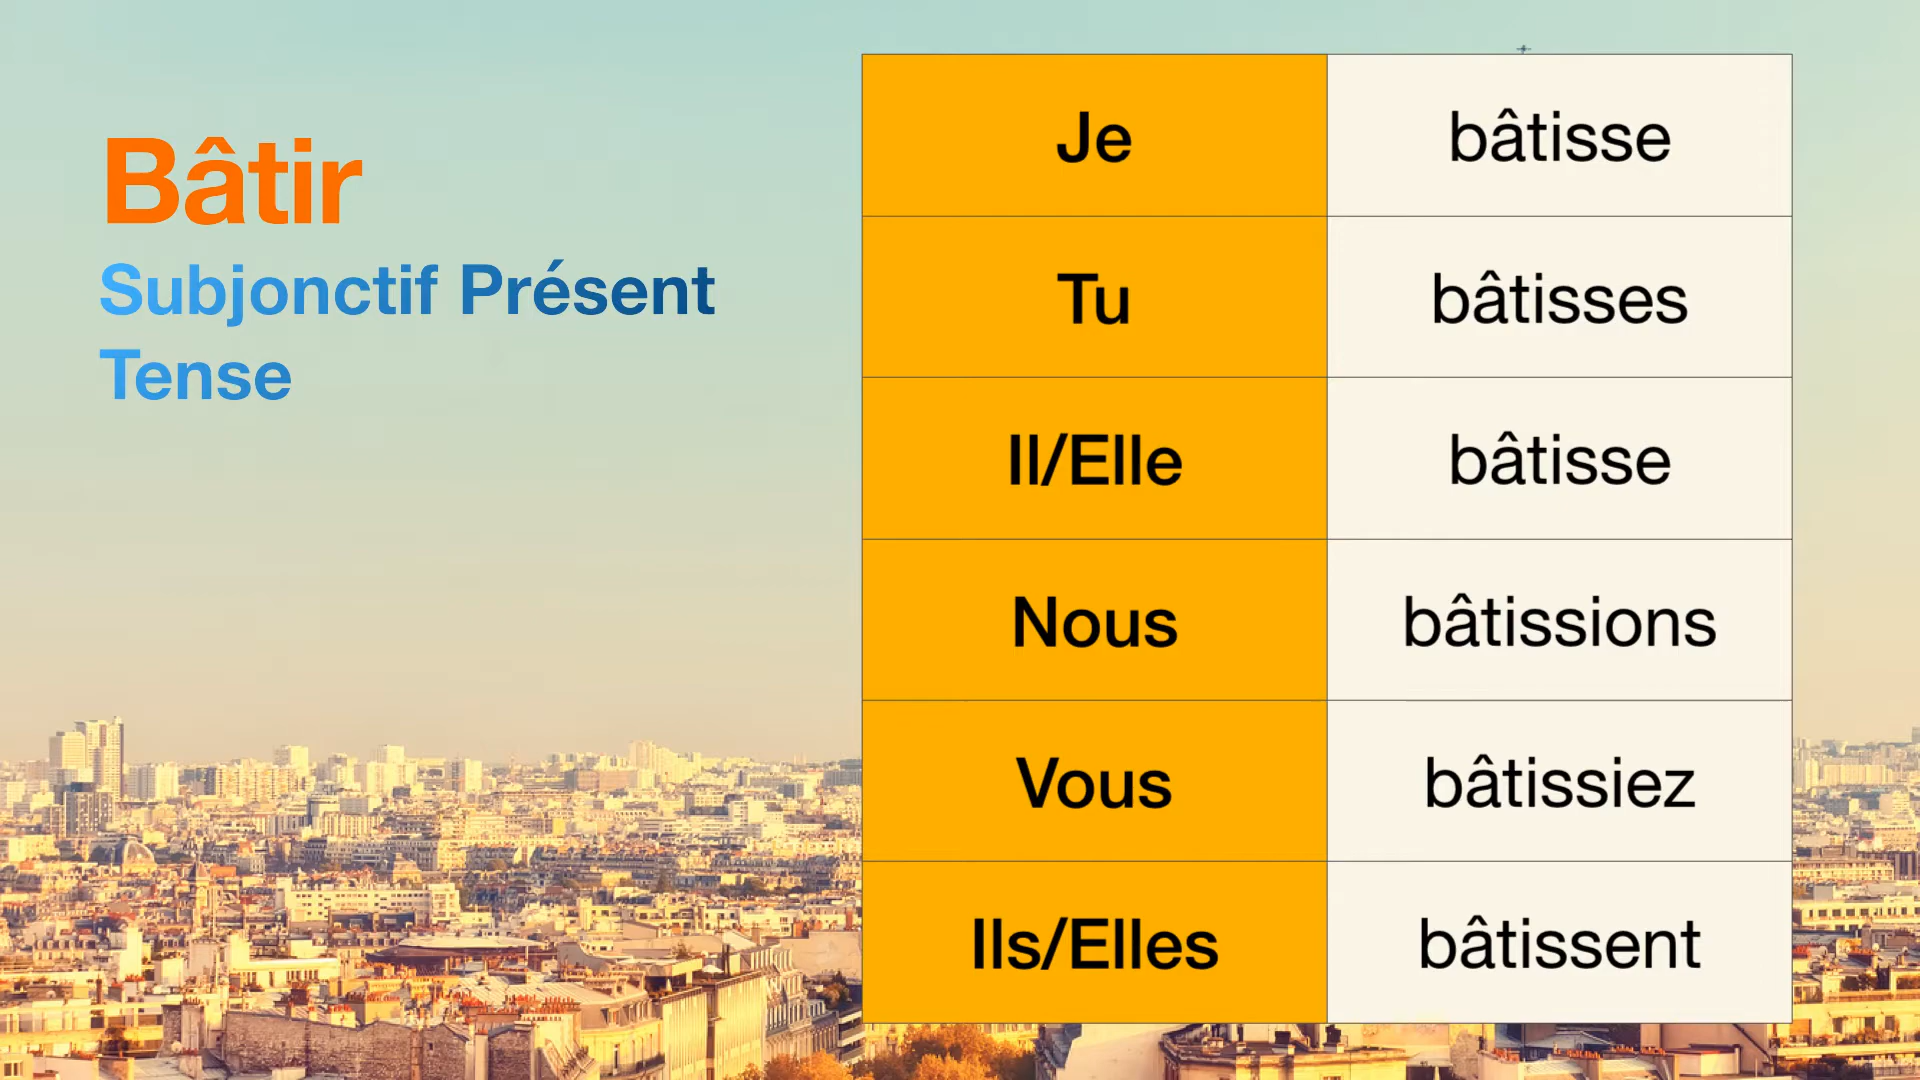 Bâtir
Subjonctif Présent
Tense
Je bâtisse
Tu bâtisses
Il/Elle bâtisse
Nous bâtissions
Vous bâtissiez
Ils/Elles bâtissent